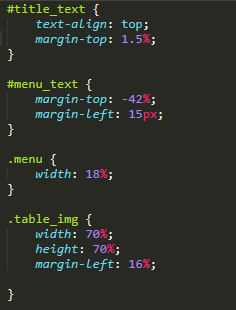 #title_text {
text-align: top;
margin-top: 1.5%;
}
#menu_text {
margin-top: -42%;
margin-left: 15px;
}
.menu {
width: 18%;
}
.table_img {
width: 70%;
height: 70%;
margin-left: 16%;
}